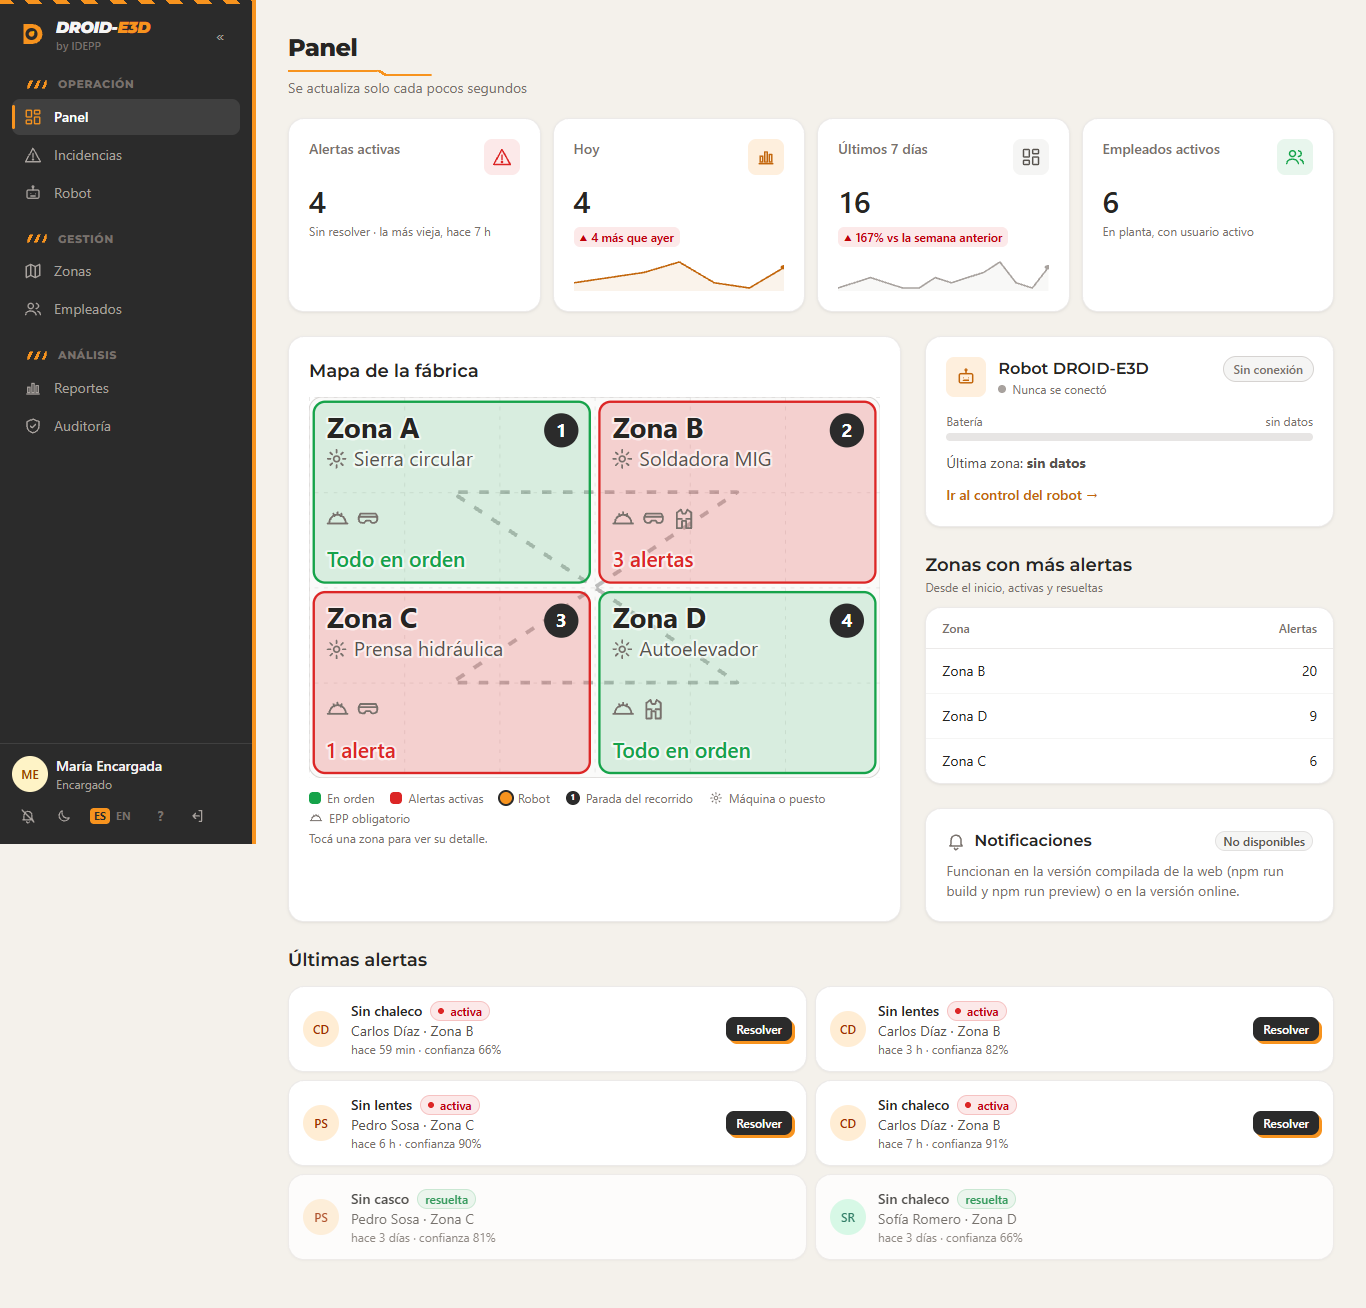 DROID-E3D
by IDEPP
«
OPERACIÓN
Panel
Incidencias
Robot
GESTIÓN
Zonas
Empleados
ANÁLISIS
Reportes
Auditoría
ME
María Encargada
Encargado
ES EN ?
Panel
Se actualiza solo cada pocos segundos
Alertas activas
4
Sin resolver · la más vieja, hace 7 h
Hoy
4
▲ 4 más que ayer
Últimos 7 días
16
▲ 167% vs la semana anterior
Empleados activos
6
En planta, con usuario activo
Mapa de la fábrica
Zona A 1
Sierra circular
Todo en orden
Zona B 2
Soldadora MIG
3 alertas
Zona C 3
Prensa hidráulica
1 alerta
Zona D 4
Autoelevador
Todo en orden
En orden Alertas activas Robot 1 Parada del recorrido Máquina o puesto
EPP obligatorio
Tocá una zona para ver su detalle.
Robot DROID-E3D Sin conexión
Nunca se conectó
Batería sin datos
Última zona: sin datos
Ir al control del robot →
Zonas con más alertas
Desde el inicio, activas y resueltas
Zona Alertas
Zona B 20
Zona D 9
Zona C 6
Notificaciones No disponibles
Funcionan en la versión compilada de la web (npm run
build y npm run preview) o en la versión online.
Últimas alertas
CD
Sin chaleco activa
Carlos Díaz · Zona B
hace 59 min · confianza 66%
Resolver
CD
Sin lentes activa
Carlos Díaz · Zona B
hace 3 h · confianza 82%
Resolver
PS
Sin lentes activa
Pedro Sosa · Zona C
hace 6 h · confianza 90%
Resolver
CD
Sin chaleco activa
Carlos Díaz · Zona B
hace 7 h · confianza 91%
Resolver
PS
Sin casco resuelta
Pedro Sosa · Zona C
hace 3 días · confianza 81%
SR
Sin chaleco resuelta
Sofía Romero · Zona D
hace 3 días · confianza 66%